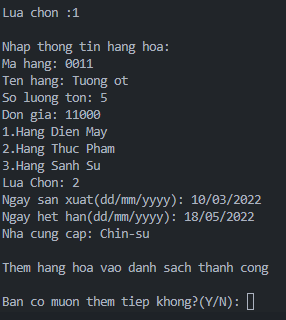 Lua chon :1
Nhap thong tin hang hoa:
Ma hang: 0011
Ten hang: Tuong ot
So luong ton: 5
Don gia: 11000
1.Hang Dien May
2.Hang Thuc Pham
3.Hang Sanh Su
Lua Chon: 2
Ngay san xuat(dd/mm/yyyy): 10/03/2022
Ngay het han(dd/mm/yyyy): 18/05/2022
Nha cung cap: Chin-su
Them hang hoa vao danh sach thanh cong
Ban co muon them tiep khong?(Y/N):